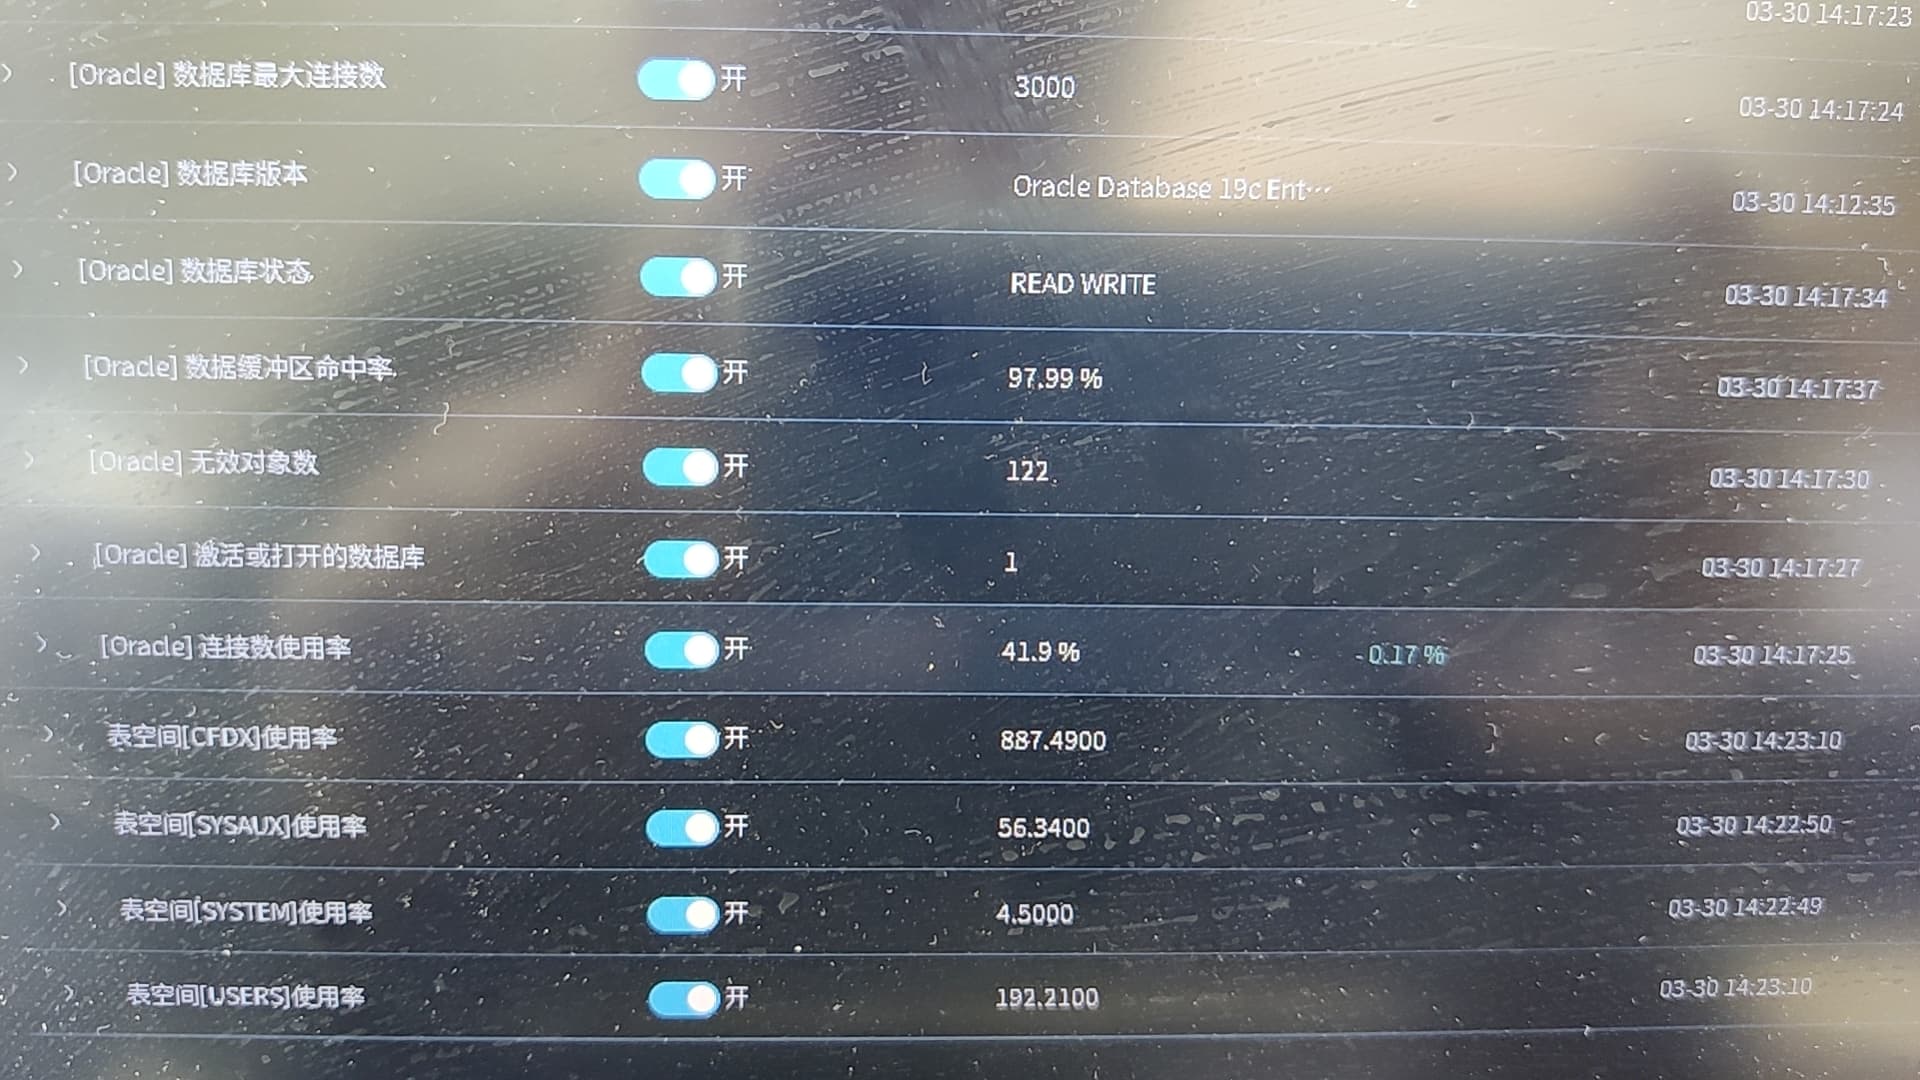 03-30 14:17:23
[Oracle] 数据库最大连接数 开 3000 03-30 14:17:24
[Oracle] 数据库版本 开 Oracle Database 19c Ent··· 03-30 14:12:35
[Oracle] 数据库状态 开 READ WRITE 03-30 14:17:34
[Oracle] 数据缓冲区命中率 开 97.99 % 03-30 14:17:37
[Oracle] 无效对象数 开 122 03-30 14:17:30
[Oracle] 激活或打开的数据库 开 1 03-30 14:17:27
[Oracle] 连接数使用率 开 41.9 % - 0.17 % 03-30 14:17:25
表空间[CFDX]使用率 开 887.4900 03-30 14:23:10
表空间[SYSAUX]使用率 开 56.3400 03-30 14:22:50
表空间[SYSTEM]使用率 开 4.5000 03-30 14:22:49
表空间[USERS]使用率 开 192.2100 03-30 14:23:10